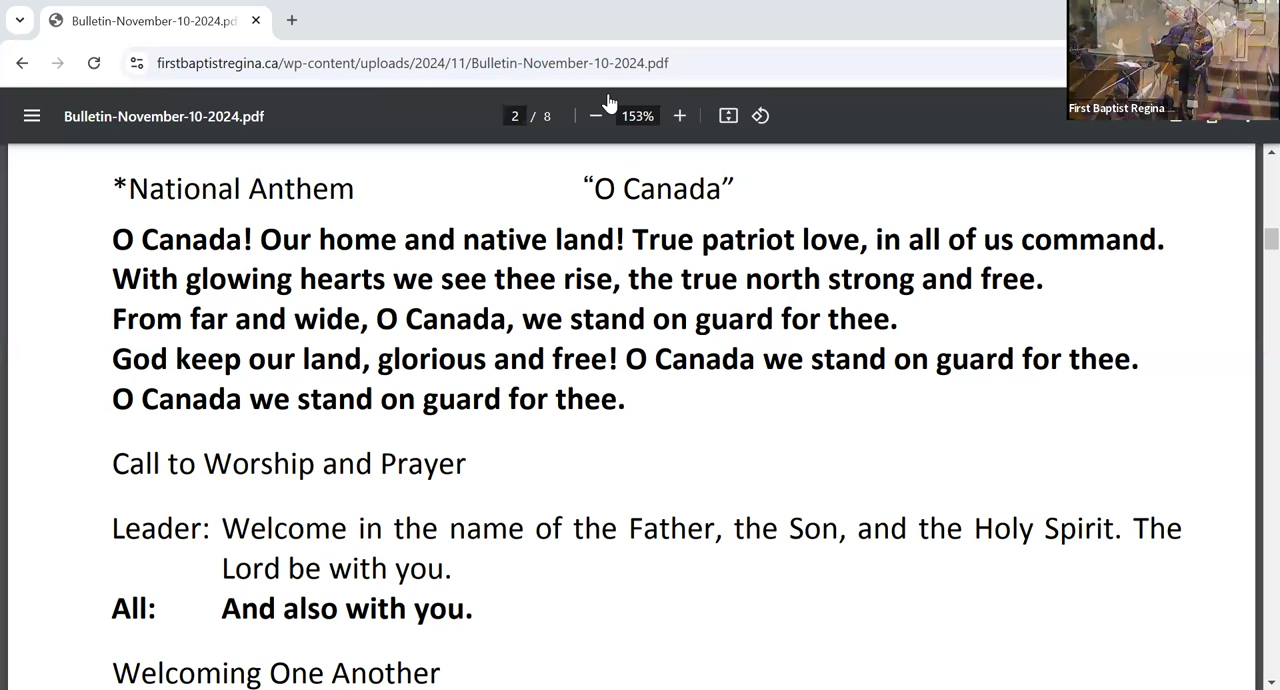 Bulletin-November-10-2024.pd
firstbaptistregina.ca/wp-content/uploads/2024/11/Bulletin-November-10-2024.pdf
First Baptist Regina ...
Bulletin-November-10-2024.pdf
2 / 8
153%
*National Anthem “O Canada”
O Canada! Our home and native land! True patriot love, in all of us command.
With glowing hearts we see thee rise, the true north strong and free.
From far and wide, O Canada, we stand on guard for thee.
God keep our land, glorious and free! O Canada we stand on guard for thee.
O Canada we stand on guard for thee.
Call to Worship and Prayer
Leader: Welcome in the name of the Father, the Son, and the Holy Spirit. The
Lord be with you.
All: And also with you.
Welcoming One Another